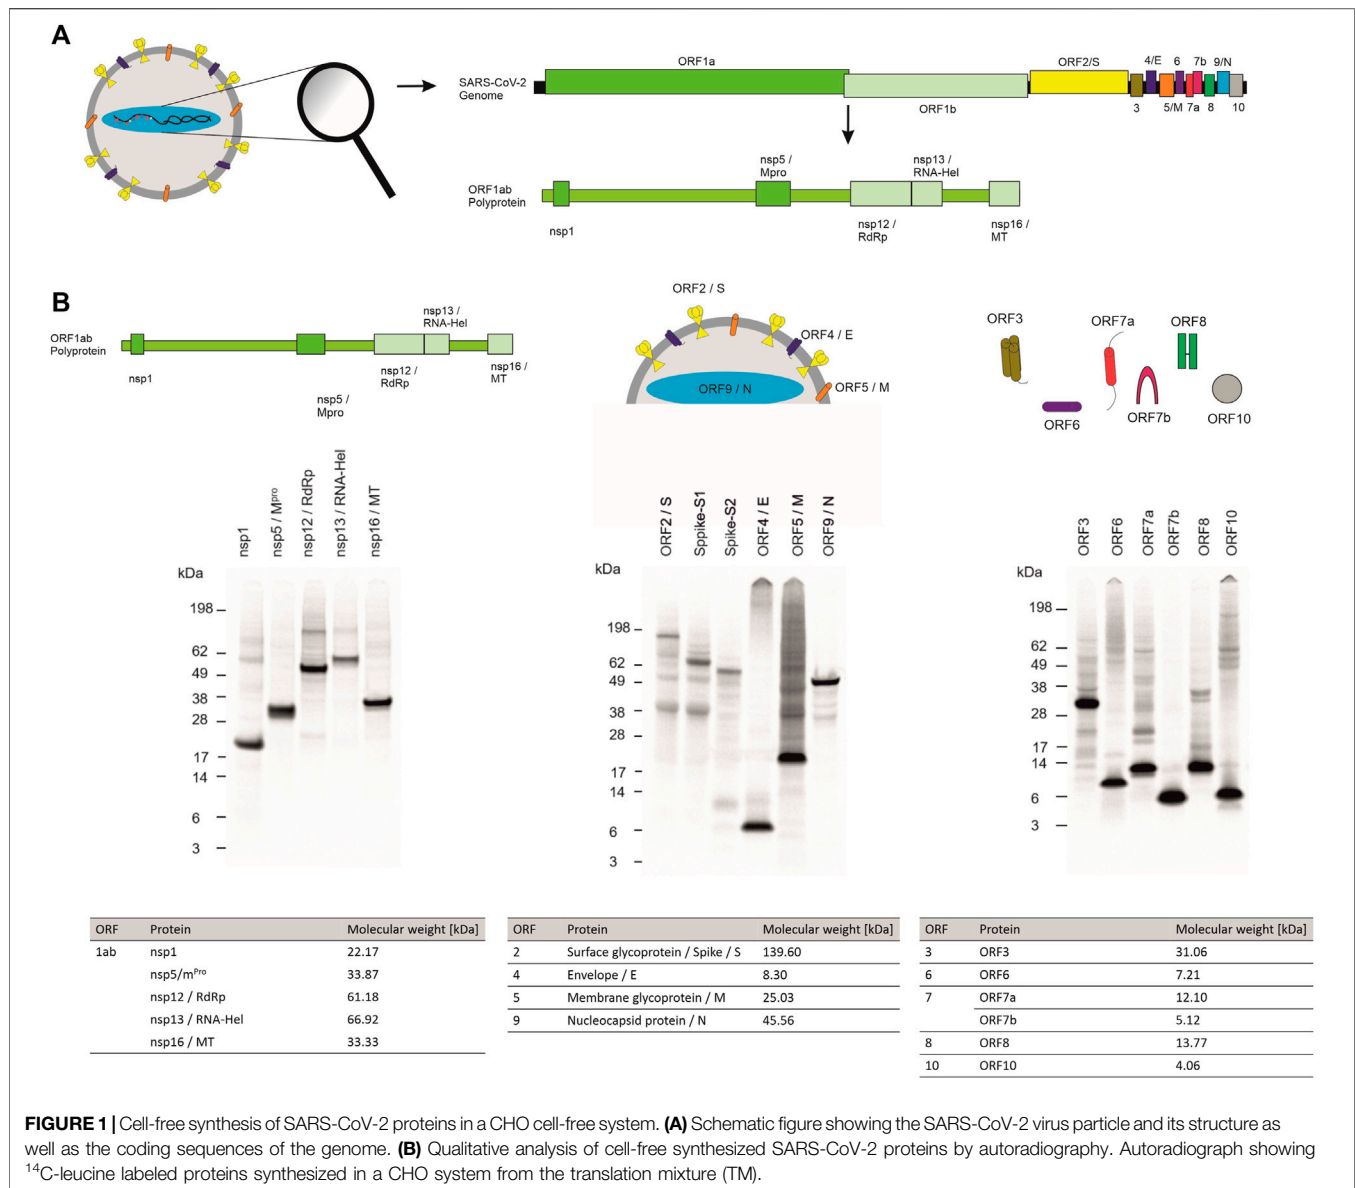 A
SARS-CoV-2
Genome
ORF1a
ORF1b
ORF2/S
4/E
6
7b
9/N
3
5/M
7a
8
10
ORF1ab
Polyprotein
nsp1
nsp5 /
Mpro
nsp12 /
RdRp
nsp13 /
RNA-Hel
nsp16 /
MT
B
ORF1ab
Polyprotein
nsp1
nsp5 /
Mpro
nsp12 /
RdRp
nsp13 /
RNA-Hel
nsp16 /
MT
ORF2 / S
ORF4 / E
ORF5 / M
ORF9 / N
ORF3
ORF6
ORF7a
ORF7b
ORF8
ORF10
nsp1
nsp5 / Mpro
nsp12 / RdRp
nsp13 / RNA-Hel
nsp16 / MT
kDa
198
62
49
38
28
17
14
6
3
ORF2 / S
Sppike-S1
Spike-S2
ORF4 / E
ORF5 / M
ORF9 / N
kDa
198
62
49
38
28
17
14
6
3
ORF3
ORF6
ORF7a
ORF7b
ORF8
ORF10
kDa
198
62
49
38
28
17
14
6
3
ORF Protein Molecular weight [kDa]
1ab nsp1 22.17
nsp5/mPro 33.87
nsp12 / RdRp 61.18
nsp13 / RNA-Hel 66.92
nsp16 / MT 33.33
ORF Protein Molecular weight [kDa]
2 Surface glycoprotein / Spike / S 139.60
4 Envelope / E 8.30
5 Membrane glycoprotein / M 25.03
9 Nucleocapsid protein / N 45.56
ORF Protein Molecular weight [kDa]
3 ORF3 31.06
6 ORF6 7.21
7 ORF7a 12.10
ORF7b 5.12
8 ORF8 13.77
10 ORF10 4.06
FIGURE 1 | Cell-free synthesis of SARS-CoV-2 proteins in a CHO cell-free system. (A) Schematic figure showing the SARS-CoV-2 virus particle and its structure as
well as the coding sequences of the genome. (B) Qualitative analysis of cell-free synthesized SARS-CoV-2 proteins by autoradiography. Autoradiograph showing
14C-leucine labeled proteins synthesized in a CHO system from the translation mixture (TM).